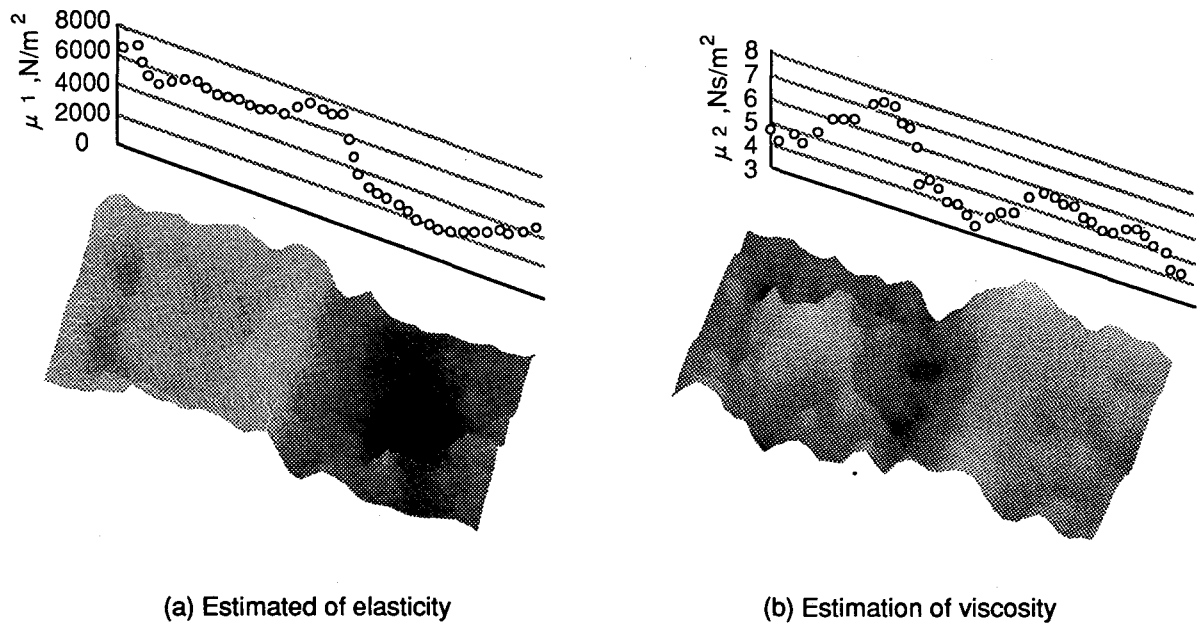 8000
6000
4000
2000
0
μ 1 ,N/m²
8
7
6
5
4
3
μ 2 ,Ns/m²
(a) Estimated of elasticity
(b) Estimation of viscosity